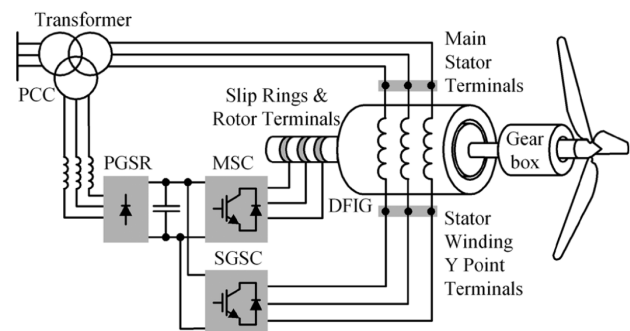 Transformer
PCC
Main
Stator
Terminals
Slip Rings &
Rotor Terminals
Gear
box
PGSR
MSC
DFIG
SGSC
Stator
Winding
Y Point
Terminals